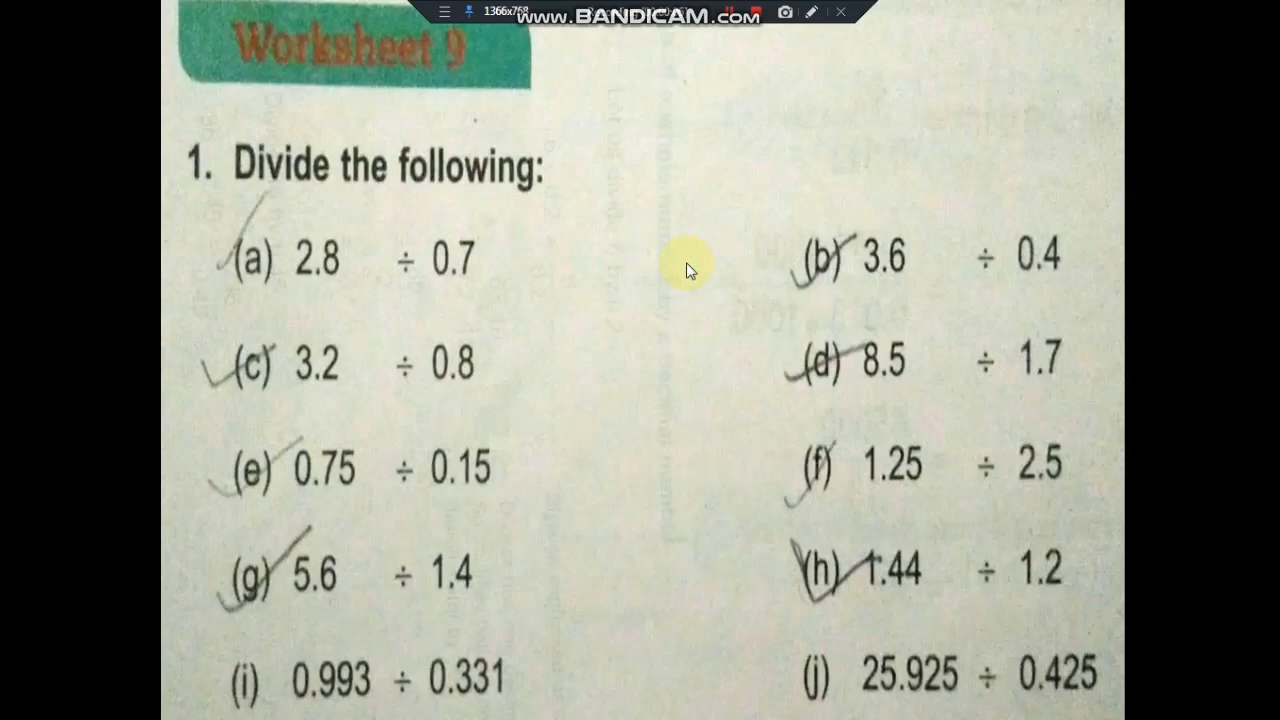 1366x768
www.BANDICAM.com
Worksheet 9
1. Divide the following:
(a) 2.8 ÷ 0.7
(b) 3.6 ÷ 0.4
(c) 3.2 ÷ 0.8
(d) 8.5 ÷ 1.7
(e) 0.75 ÷ 0.15
(f) 1.25 ÷ 2.5
(g) 5.6 ÷ 1.4
(h) 1.44 ÷ 1.2
(i) 0.993 ÷ 0.331
(j) 25.925 ÷ 0.425